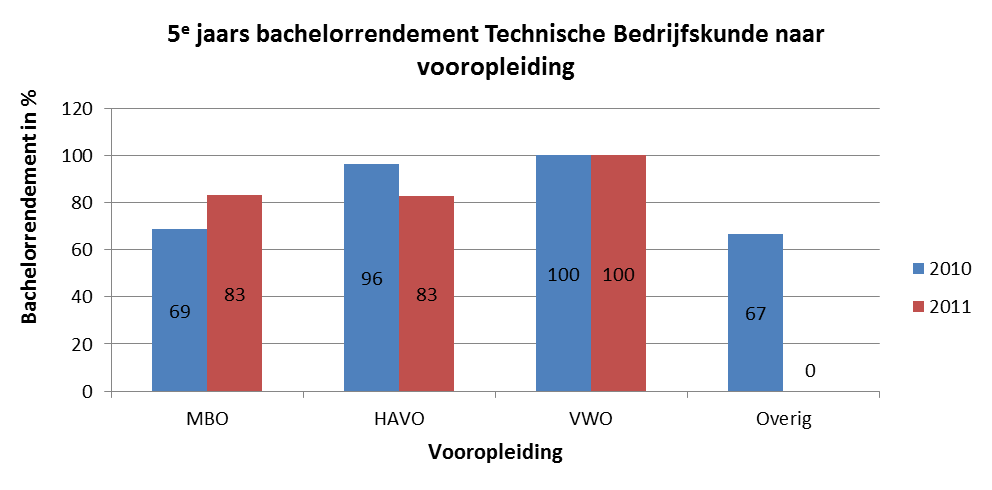 5e jaars bachelorrendement Technische Bedrijfskunde naar
vooropleiding
Bachelorrendement in %
120
100
80
60
40
20
0
69
83
96
83
100
100
67
0
MBO
HAVO
VWO
Overig
Vooropleiding
2010
2011